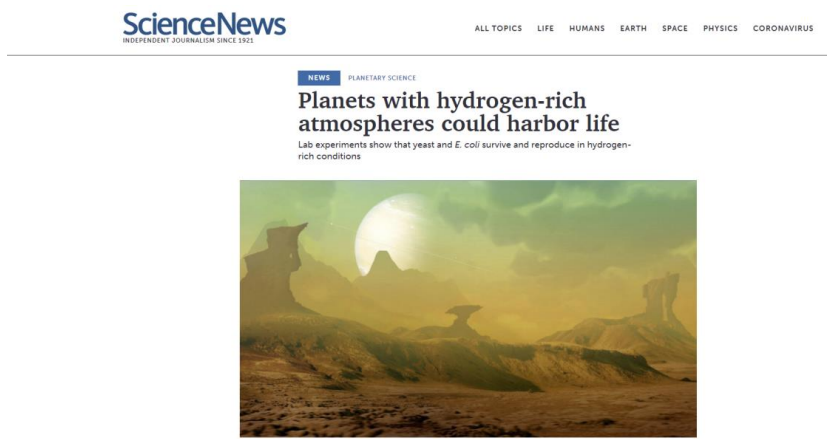 ScienceNews
INDEPENDENT JOURNALISM SINCE 1921
ALL TOPICS LIFE HUMANS EARTH SPACE PHYSICS CORONAVIRUS
NEWS PLANETARY SCIENCE
Planets with hydrogen-rich
atmospheres could harbor life
Lab experiments show that yeast and E. coli survive and reproduce in hydrogen-
rich conditions